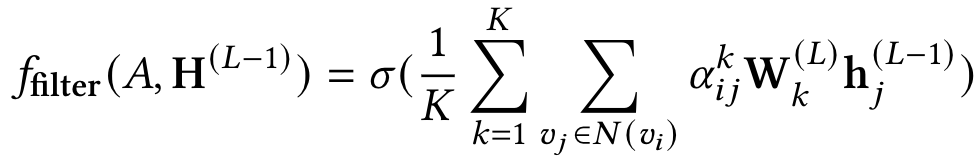 f_filter(A, H^(L−1)) = σ( 1/K ∑_{k=1}^{K} ∑_{v_j∈N(v_i)} α_{ij}^{k} W_k^{(L)} h_j^{(L−1)} )